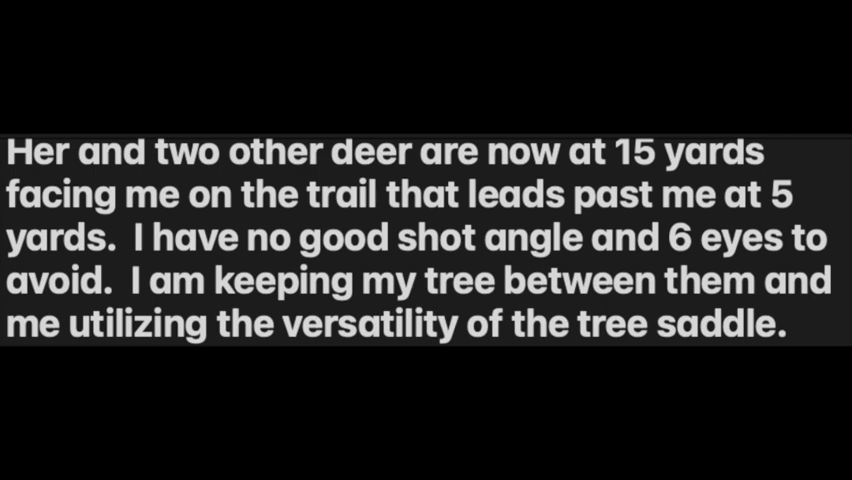 Her and two other deer are now at 15 yards
facing me on the trail that leads past me at 5
yards.  I have no good shot angle and 6 eyes to
avoid.  I am keeping my tree between them and
me utilizing the versatility of the tree saddle.